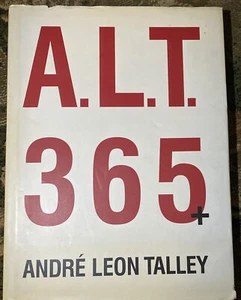 A.L.T.
365+
ANDRÉ LEON TALLEY